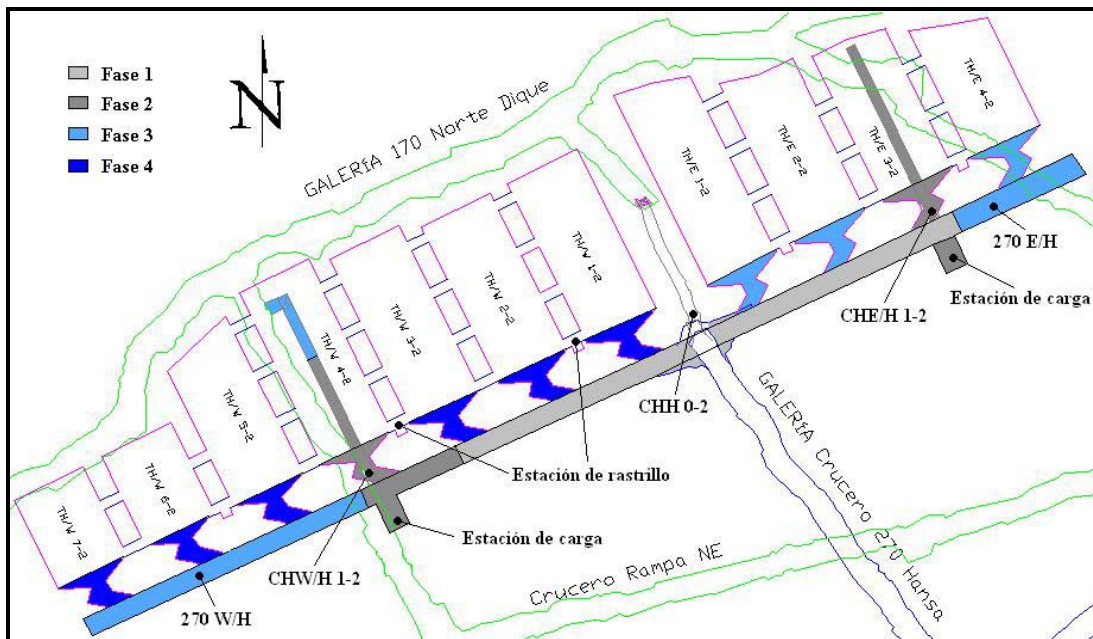 Fase 1
Fase 2
Fase 3
Fase 4
N
GALERÍA 170 Norte Dique
TH/E 4-2
TH/E 3-2
TH/E 2-2
TH/E 1-2
TH/W 1-2
TH/W 2-2
TH/W 3-2
TH/W 4-2
TH/W 5-2
TH/W 6-2
TH/W 7-2
270 E/H
Estación de carga
CHE/H 1-2
CHH 0-2
GALERÍA Crucero 270 Hansa
Estación de rastrillo
Estación de carga
CHW/H 1-2
Crucero Rampa NE
270 W/H